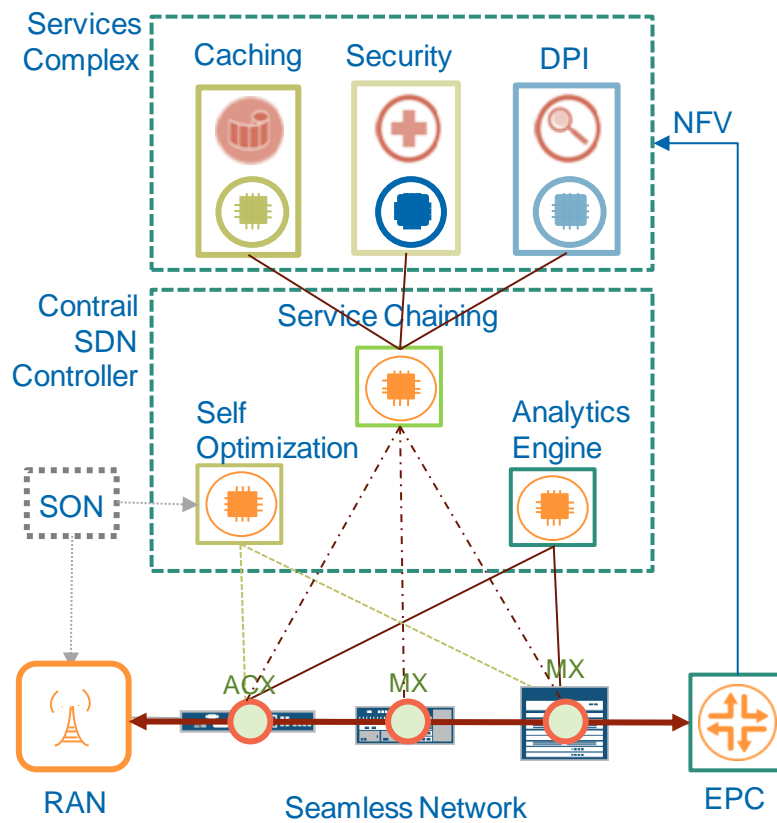 Services
Complex
Caching
Security
DPI
NFV
Contrail
SDN
Controller
Service Chaining
Self
Optimization
Analytics
Engine
SON
ACX
MX
MX
RAN
Seamless Network
EPC